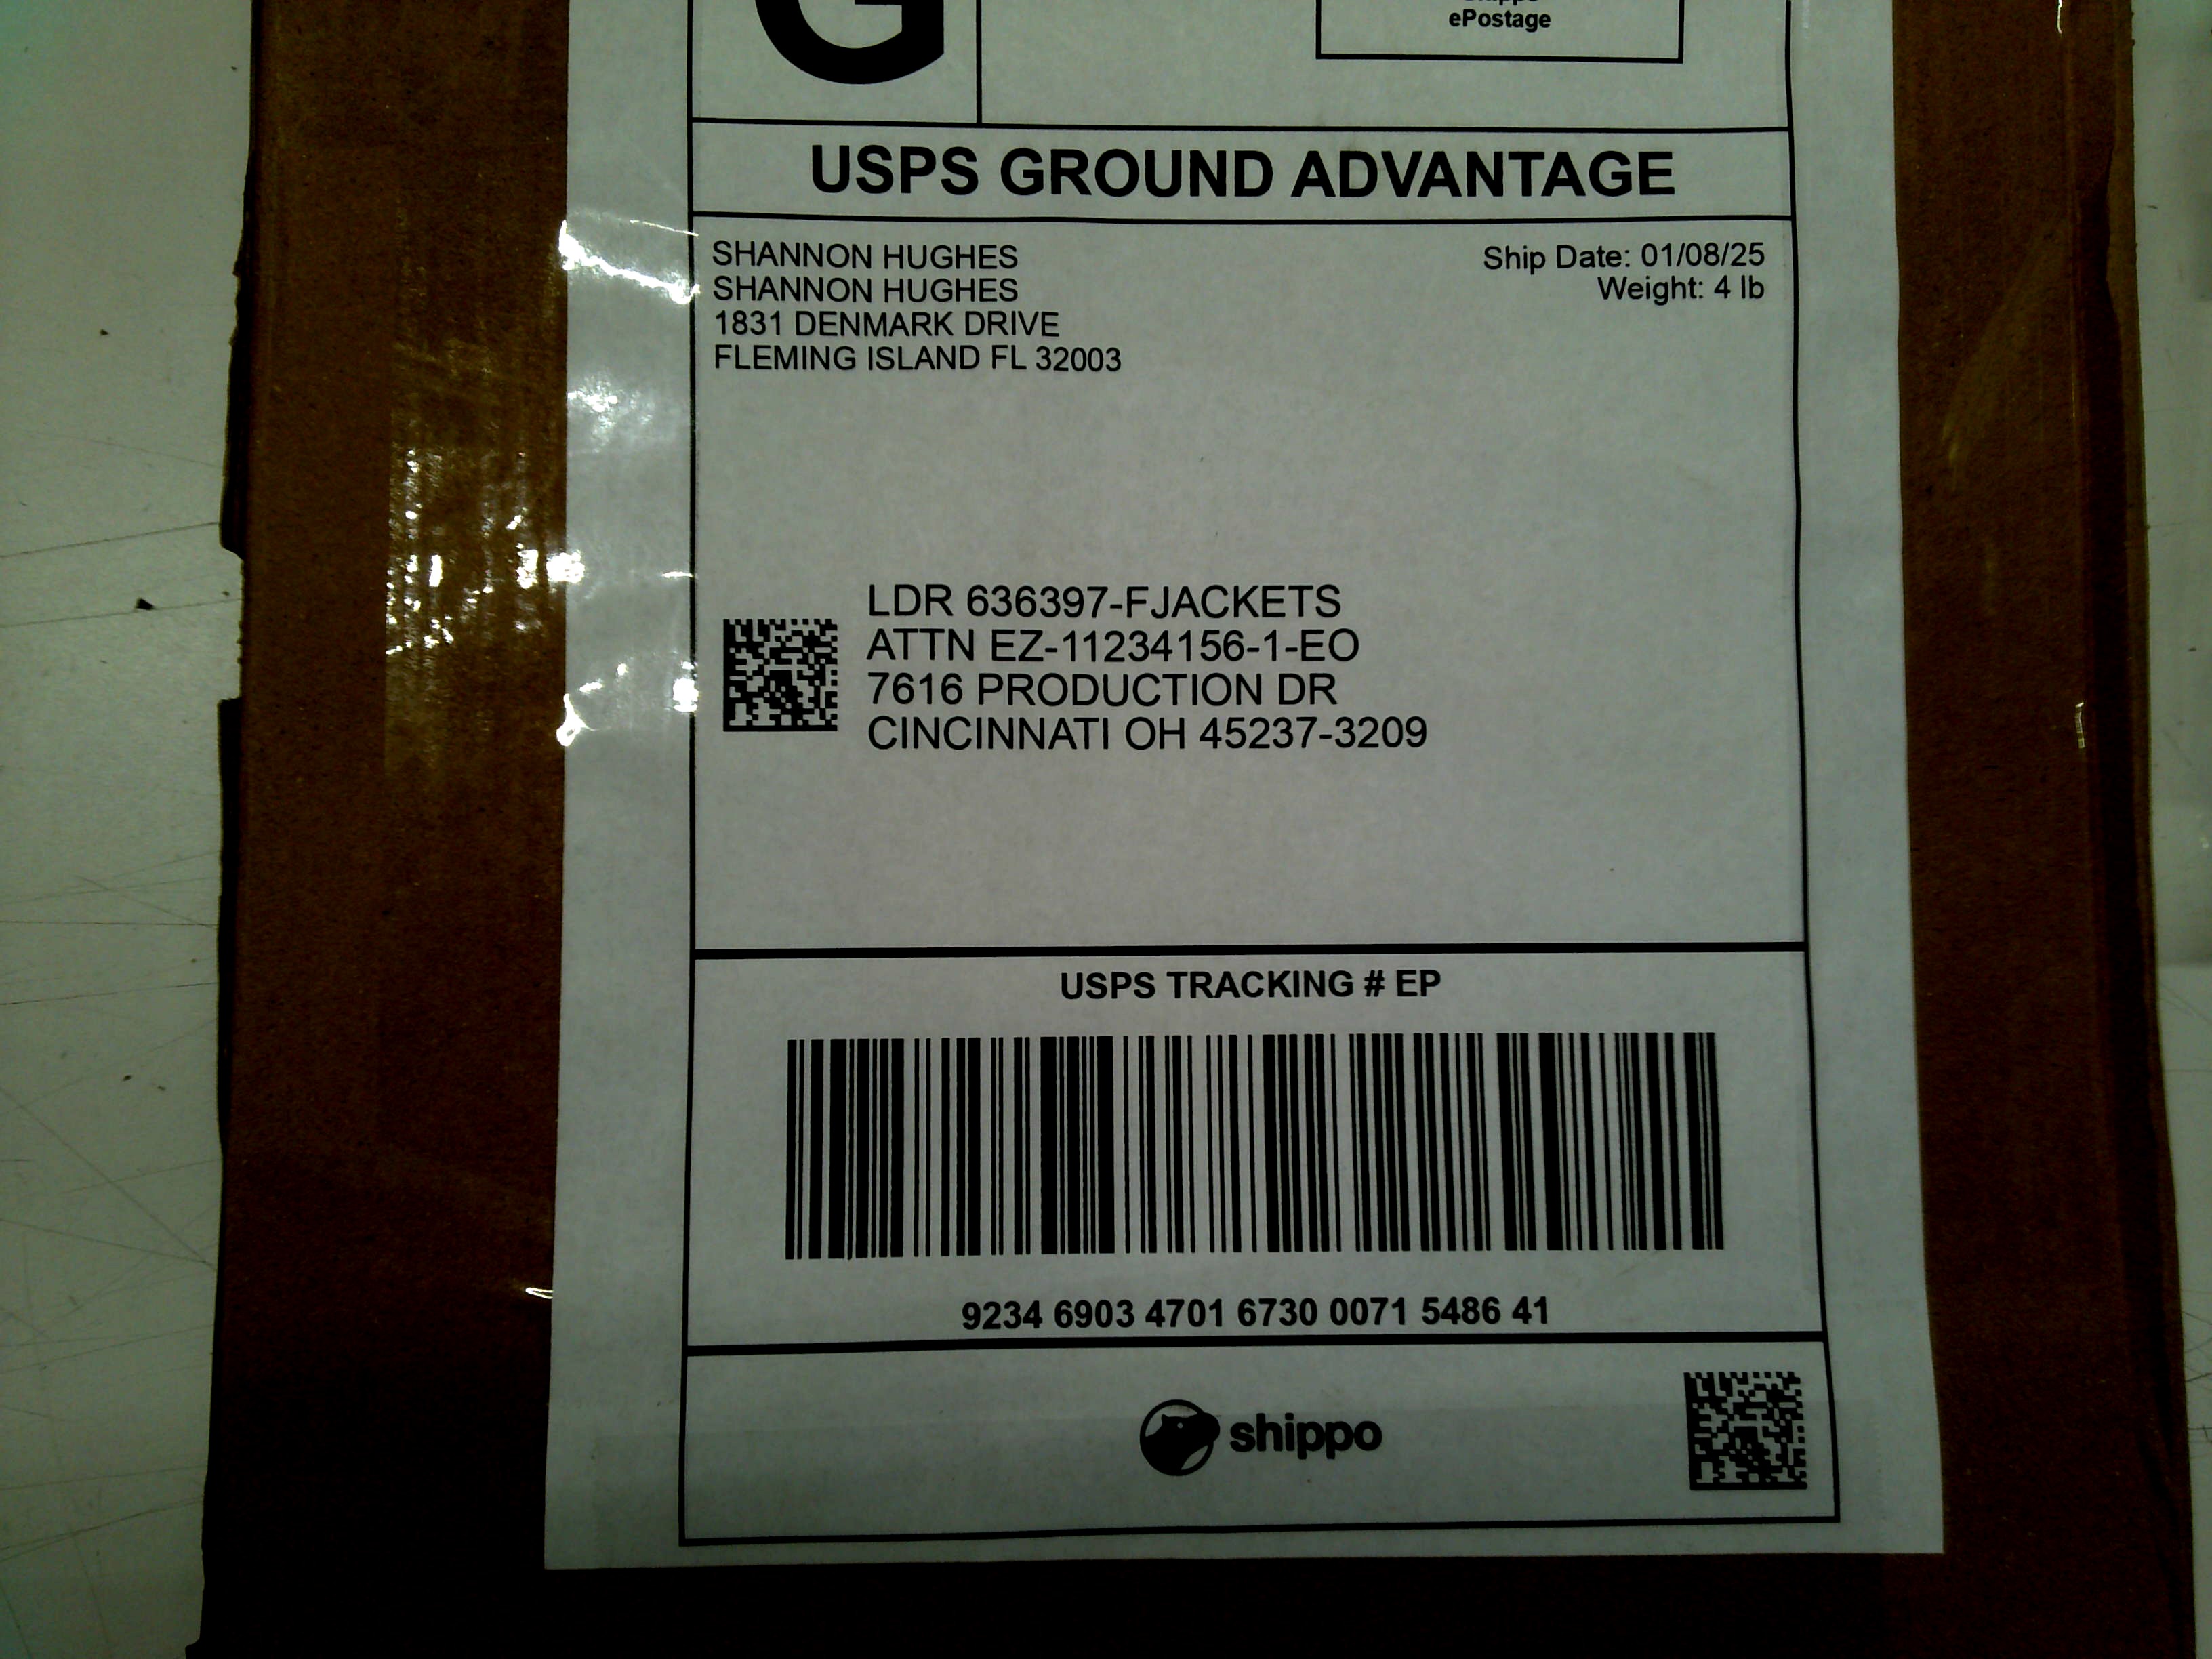 G
ePostage
USPS GROUND ADVANTAGE
SHANNON HUGHES
SHANNON HUGHES
1831 DENMARK DRIVE
FLEMING ISLAND FL 32003
Ship Date: 01/08/25
Weight: 4 lb
LDR 636397-FJACKETS
ATTN EZ-11234156-1-EO
7616 PRODUCTION DR
CINCINNATI OH 45237-3209
USPS TRACKING # EP
9234 6903 4701 6730 0071 5486 41
shippo